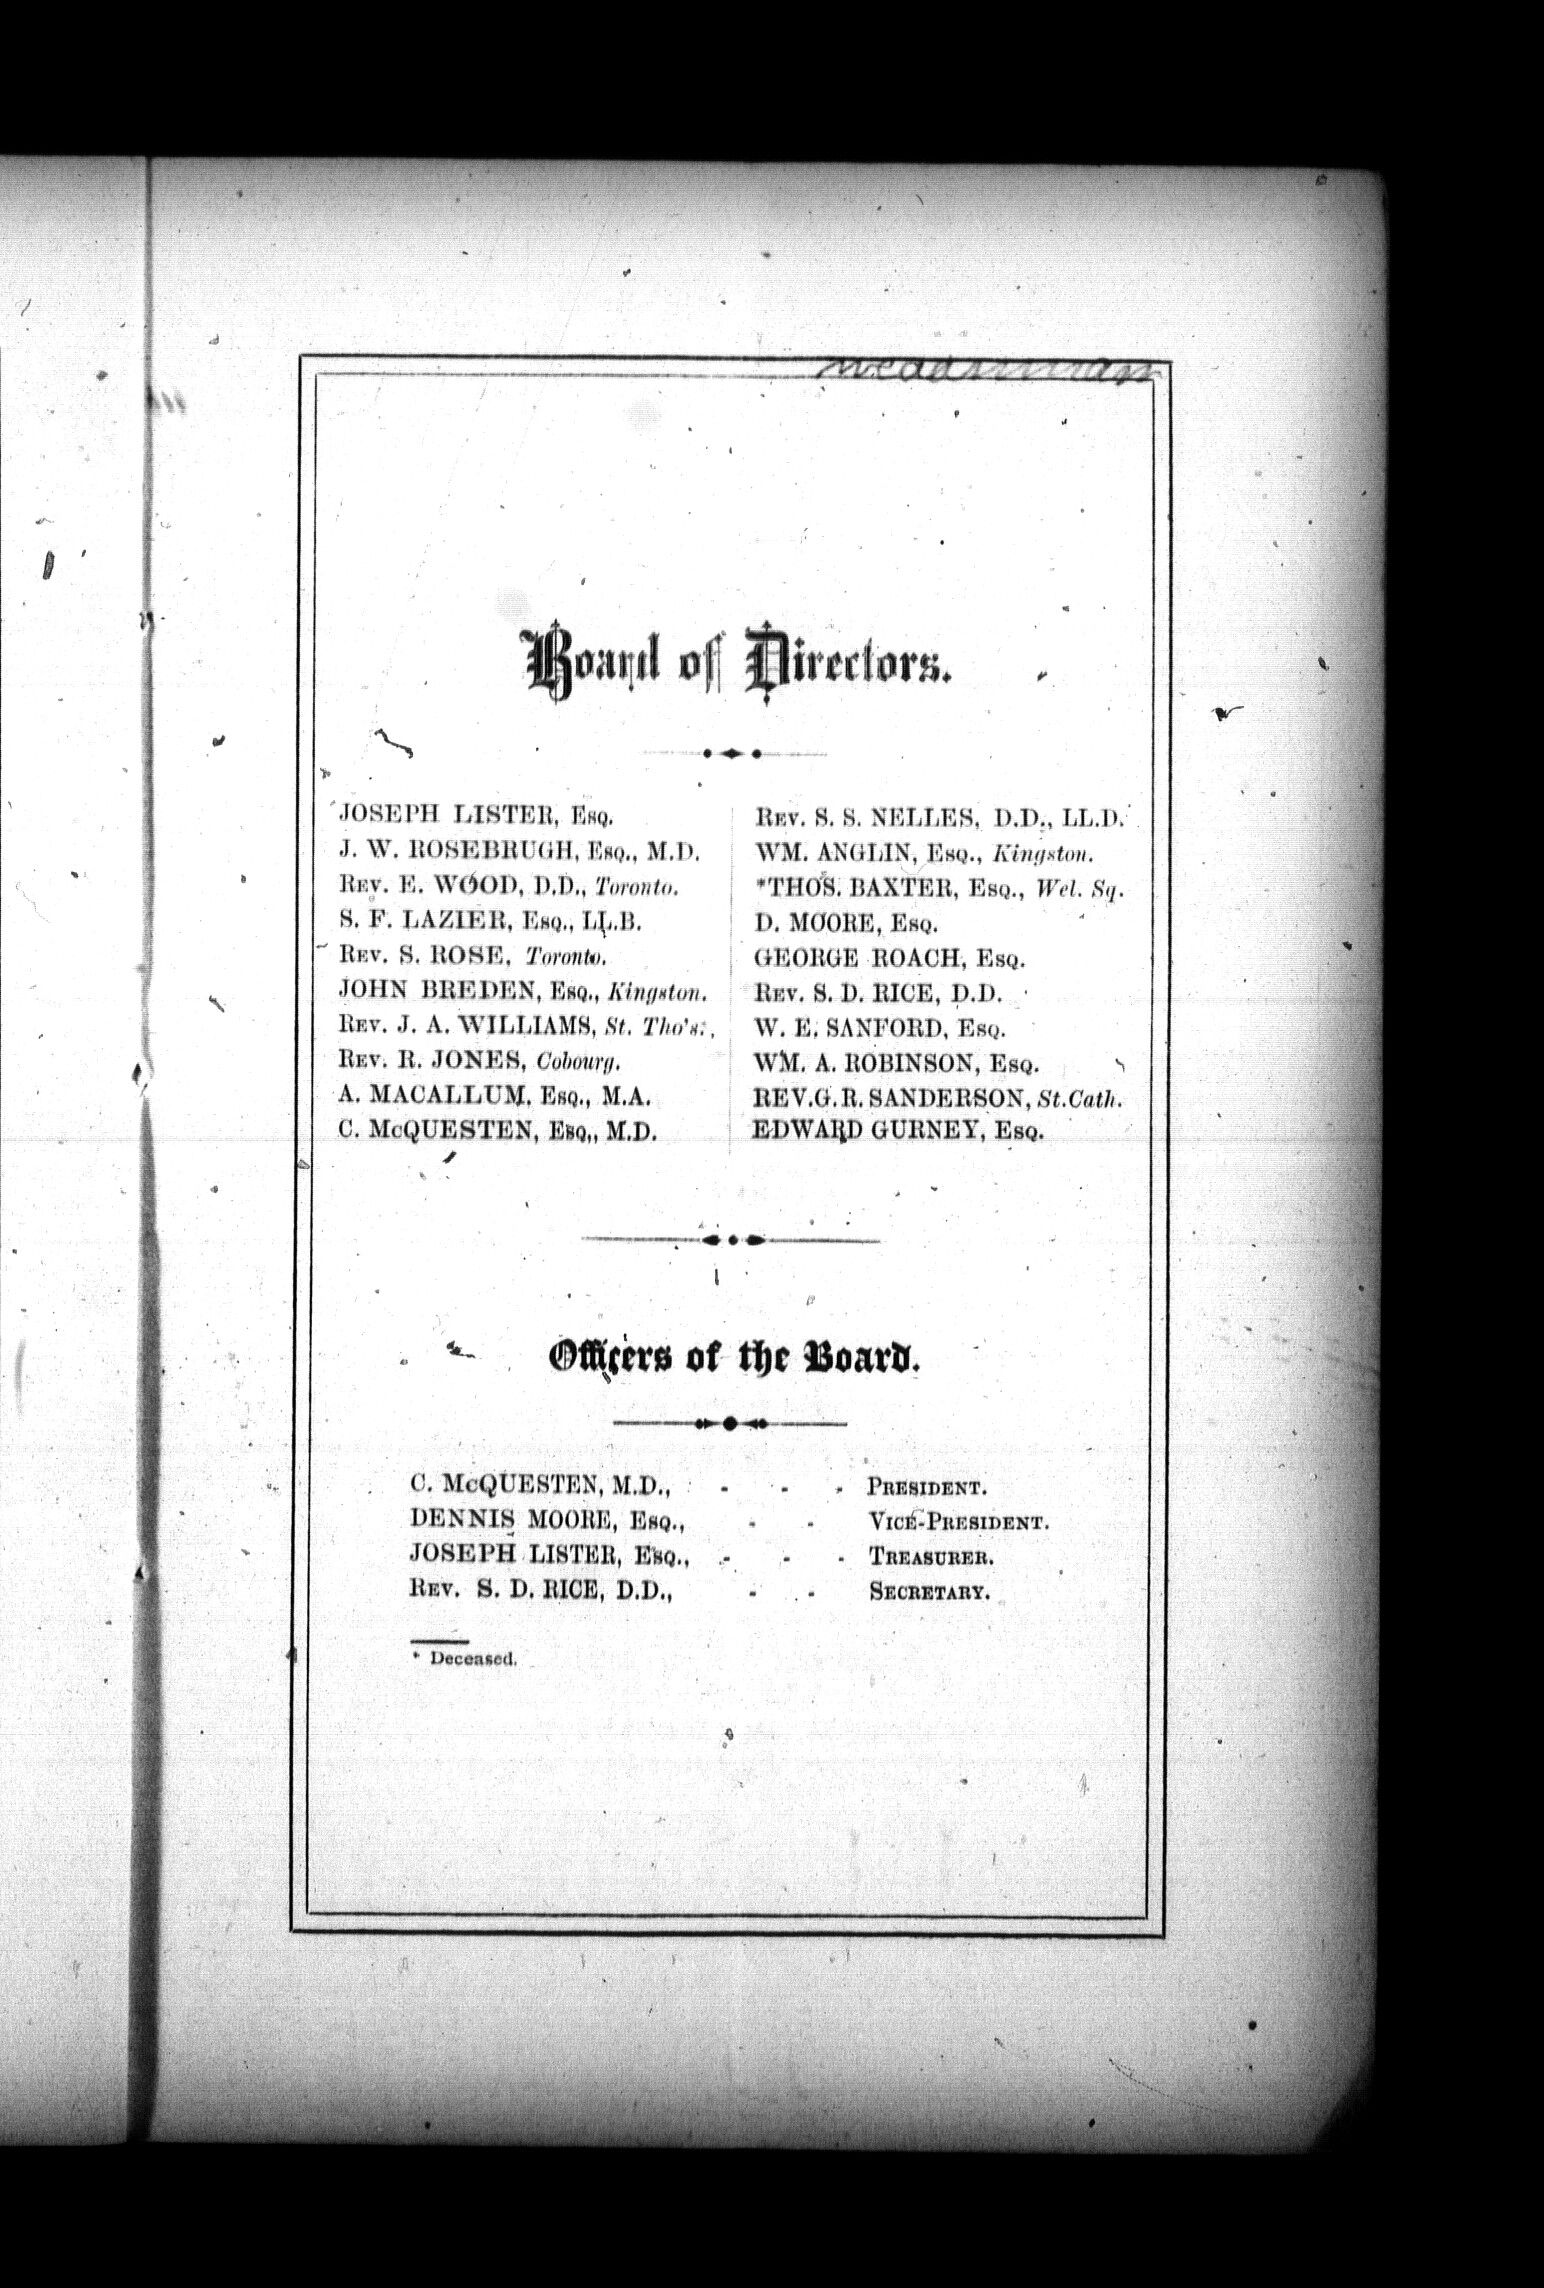 Board of Directors.
JOSEPH LISTER, Esq.
J. W. ROSEBRUGH, Esq., M.D.
Rev. E. WOOD, D.D., Toronto.
S. F. LAZIER, Esq., LL.B.
Rev. S. ROSE, Toronto.
JOHN BREDEN, Esq., Kingston.
Rev. J. A. WILLIAMS, St. Tho's.,
Rev. R. JONES, Cobourg.
A. MACALLUM, Esq., M.A.
C. McQUESTEN, Esq., M.D.
Rev. S. S. NELLES, D.D., LL.D.
WM. ANGLIN, Esq., Kingston.
*THOS. BAXTER, Esq., Wel. Sq.
D. MOORE, Esq.
GEORGE ROACH, Esq.
Rev. S. D. RICE, D.D.
W. E. SANFORD, Esq.
WM. A. ROBINSON, Esq.
REV. G. R. SANDERSON, St. Cath.
EDWARD GURNEY, Esq.
Officers of the Board.
C. McQUESTEN, M.D., - - - President.
DENNIS MOORE, Esq., - - Vice-President.
JOSEPH LISTER, Esq., - - - Treasurer.
Rev. S. D. RICE, D.D., - - Secretary.
* Deceased.